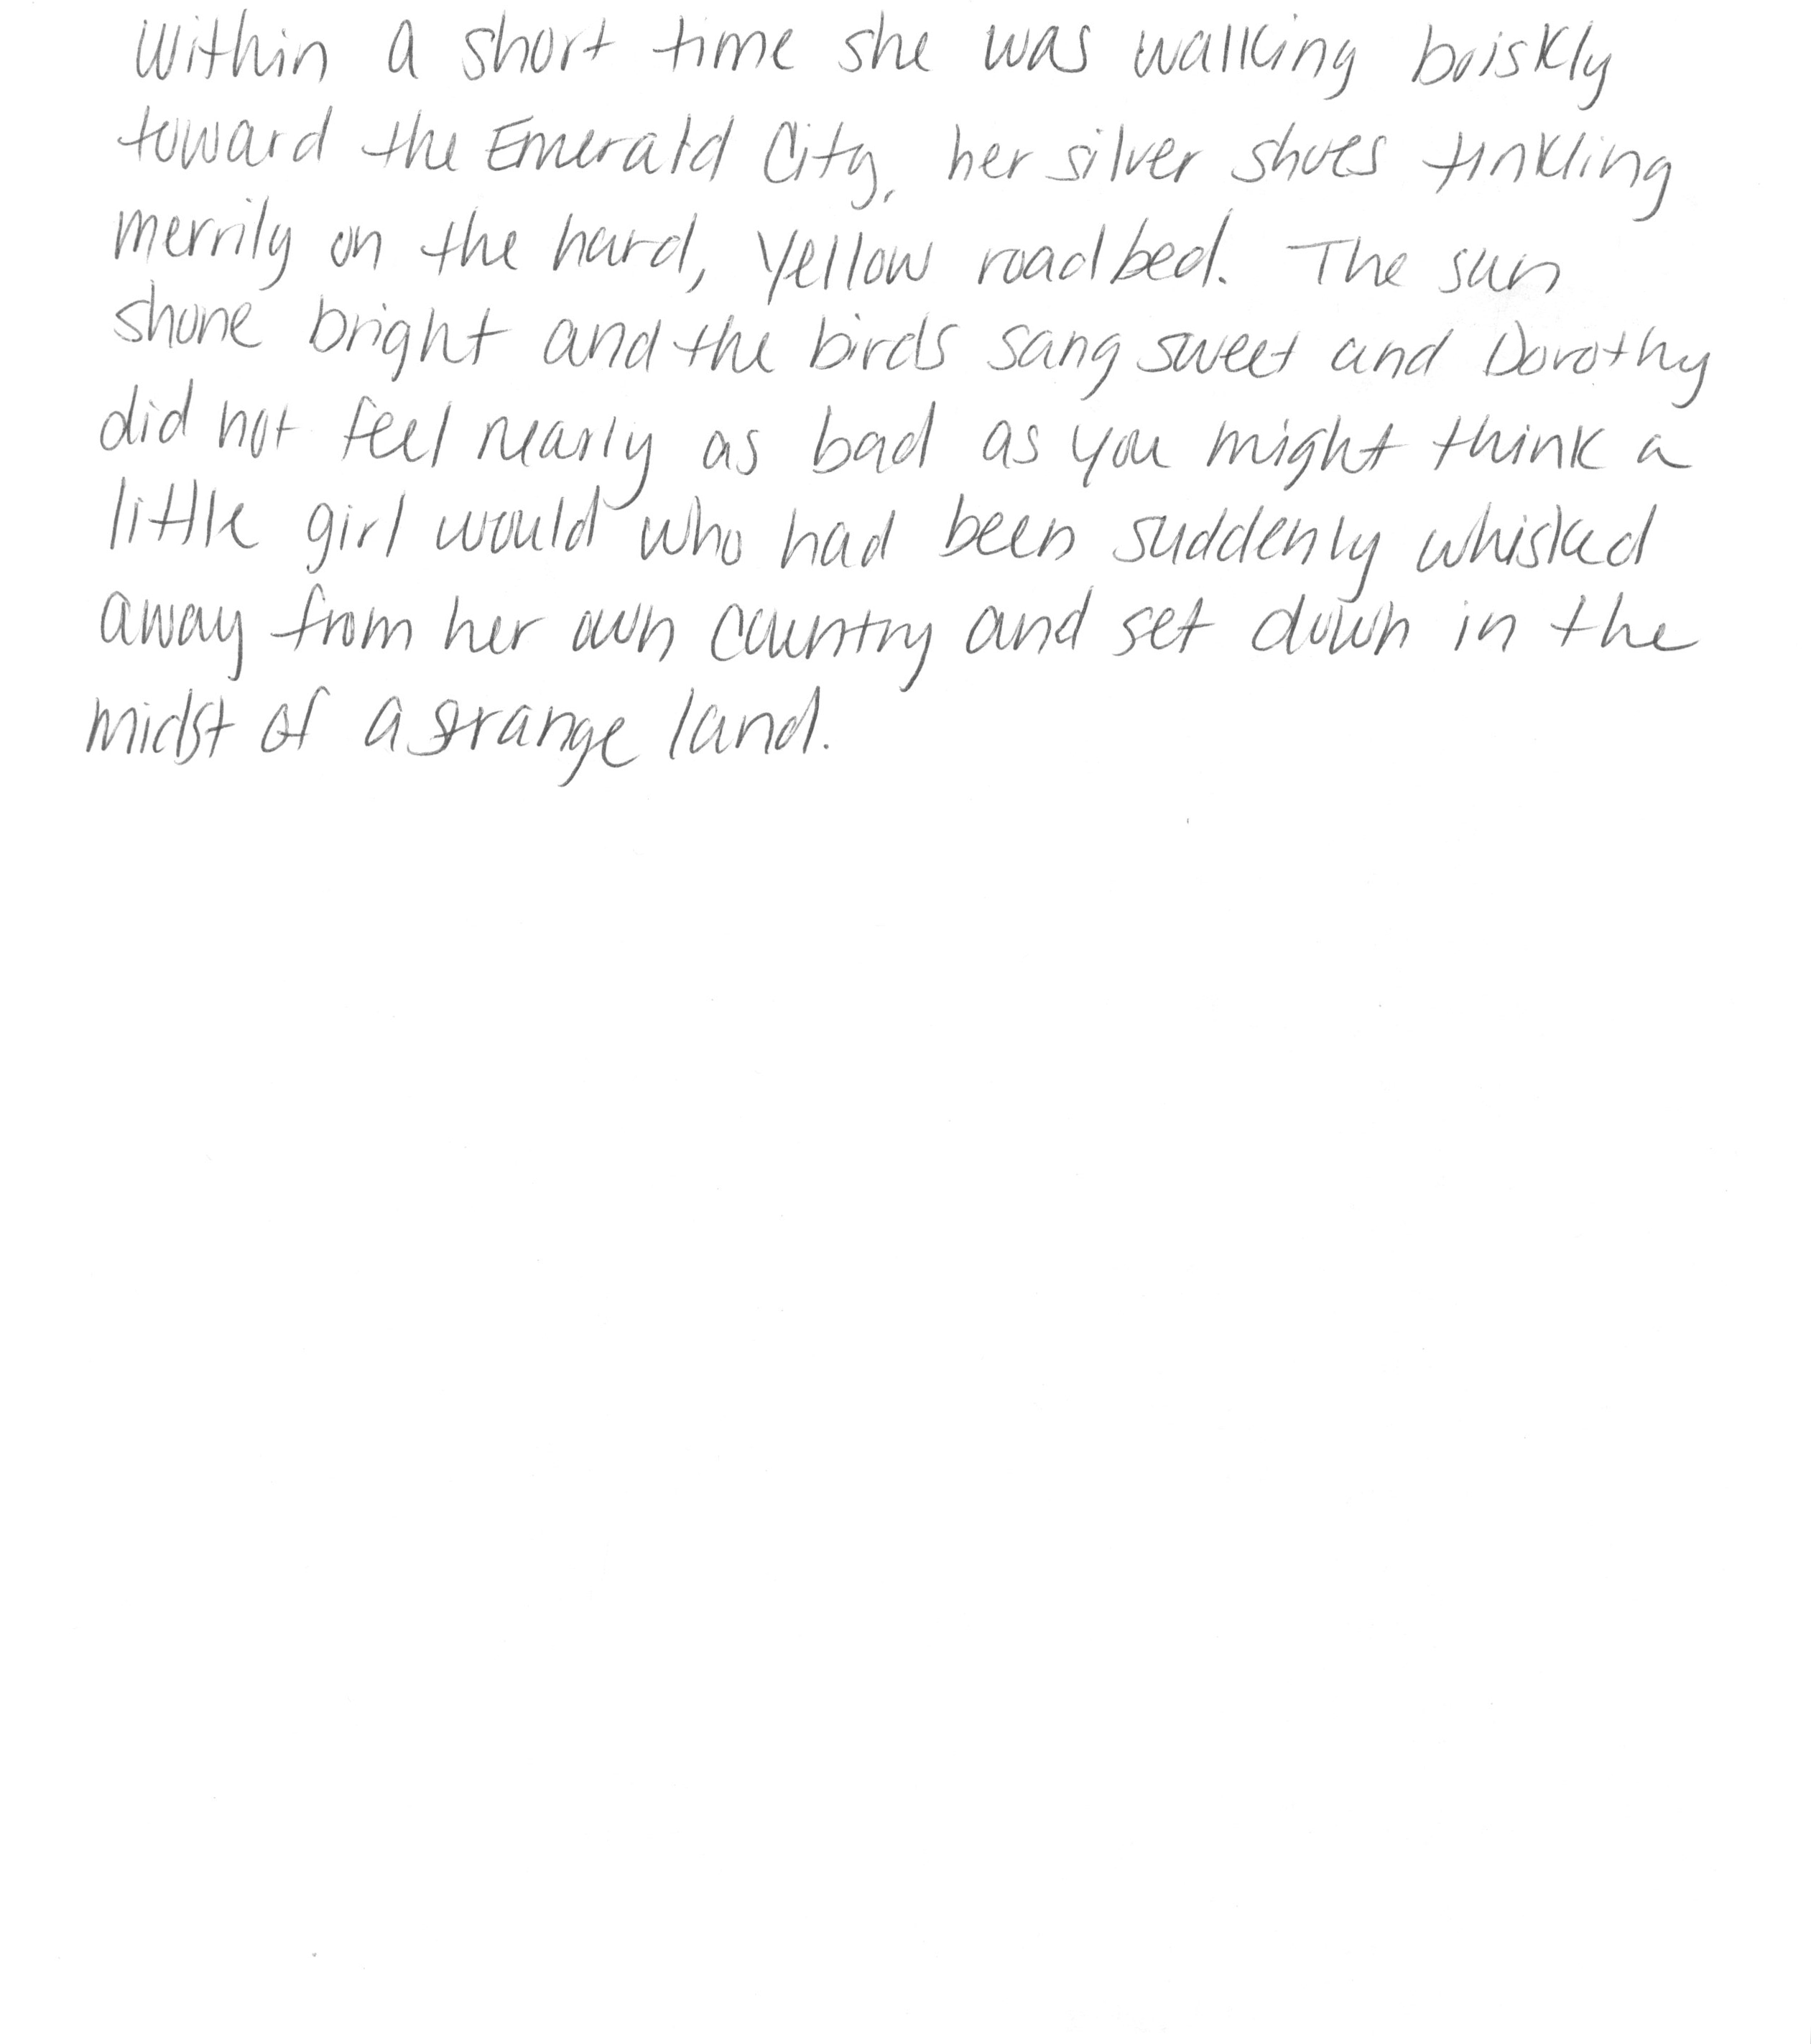 Within a short time she was walking briskly
toward the Emerald City, her silver shoes tinkling
merrily on the hard, yellow roadbed. The sun
shone bright and the birds sang sweet and Dorothy
did not feel nearly as bad as you might think a
little girl would who had been suddenly whisked
away from her own country and set down in the
midst of a strange land.